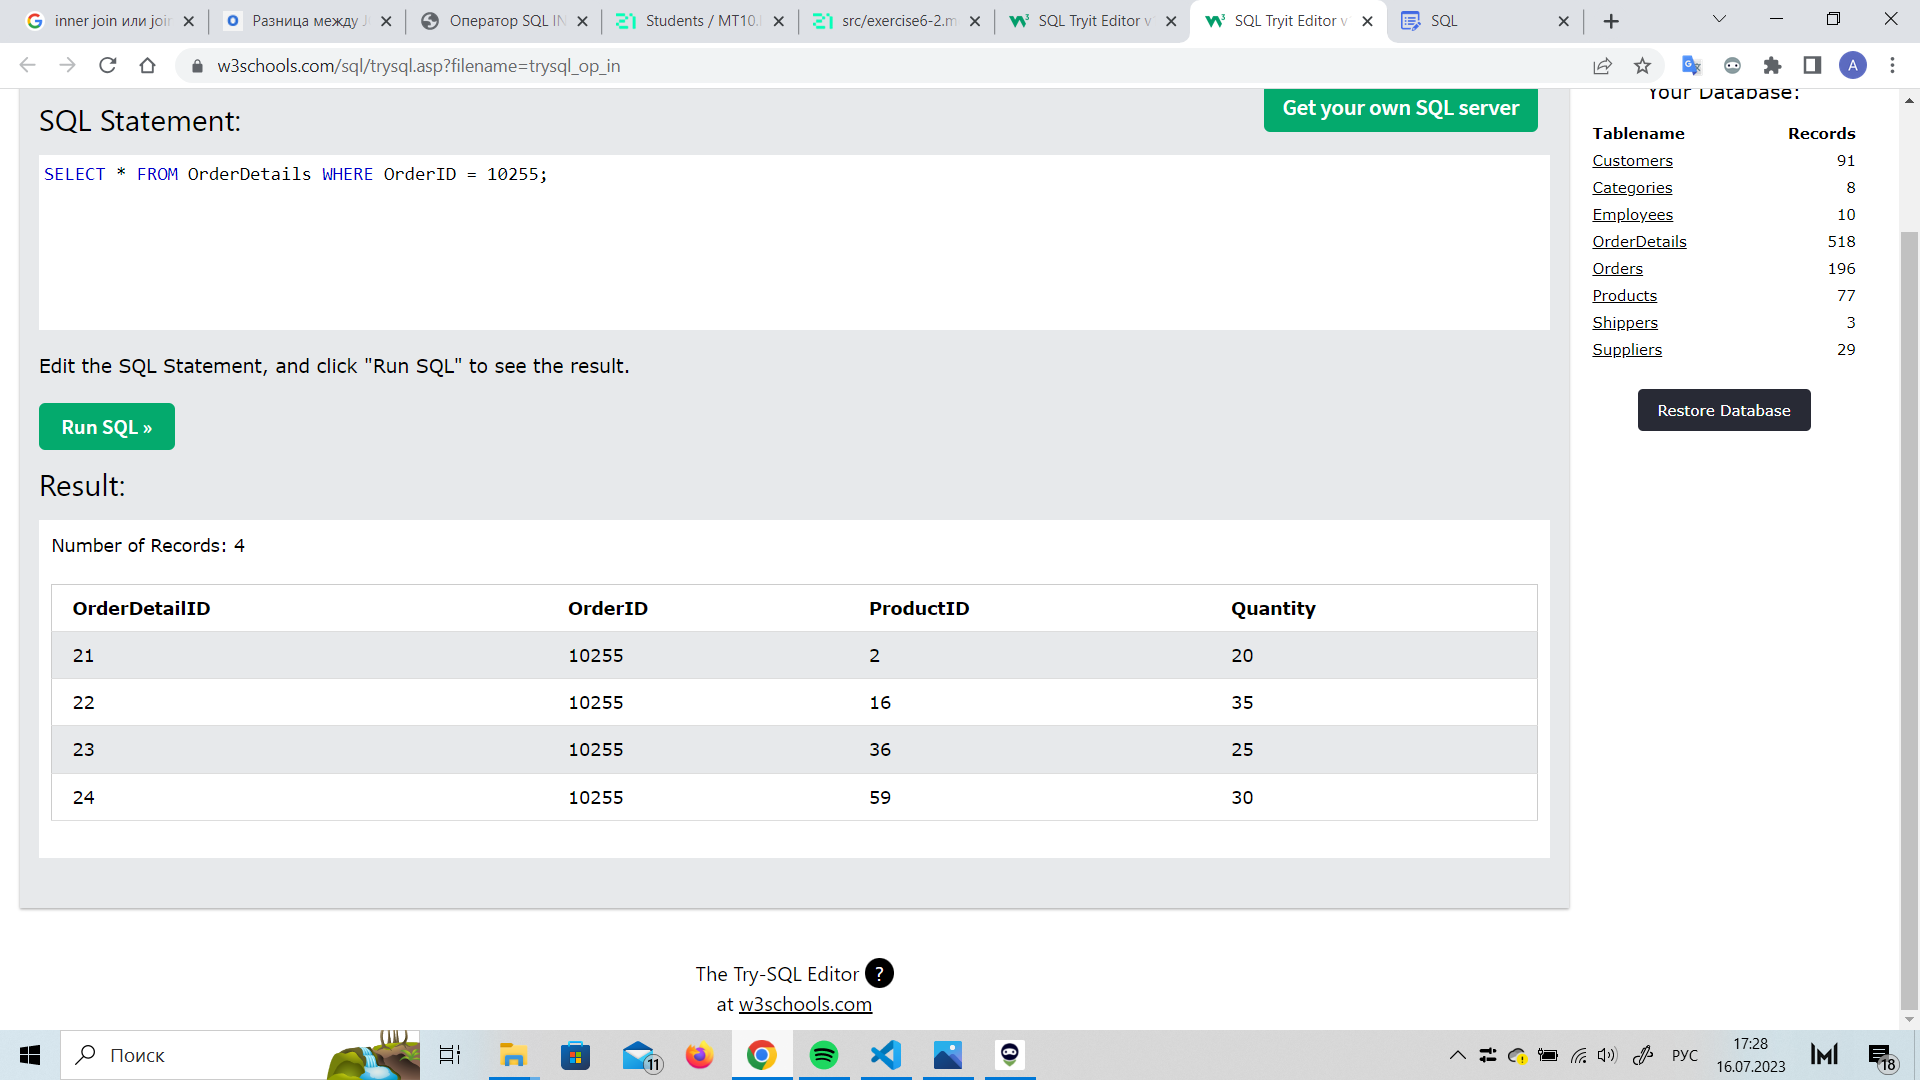 inner join или joi
Разница между J
Оператор SQL IN
Students / MT10.
src/exercise6-2.m
SQL Tryit Editor v
SQL Tryit Editor v
SQL
w3schools.com/sql/trysql.asp?filename=trysql_op_in
A
SQL Statement:
Get your own SQL server
SELECT * FROM OrderDetails WHERE OrderID = 10255;
Edit the SQL Statement, and click "Run SQL" to see the result.
Run SQL »
Result:
Number of Records: 4
OrderDetailID OrderID ProductID Quantity
21 10255 2 20
22 10255 16 35
23 10255 36 25
24 10255 59 30
Your Database:
Tablename Records
Customers 91
Categories 8
Employees 10
OrderDetails 518
Orders 196
Products 77
Shippers 3
Suppliers 29
Restore Database
The Try-SQL Editor ?
at w3schools.com
Поиск
11
РУС
17:28
16.07.2023
18